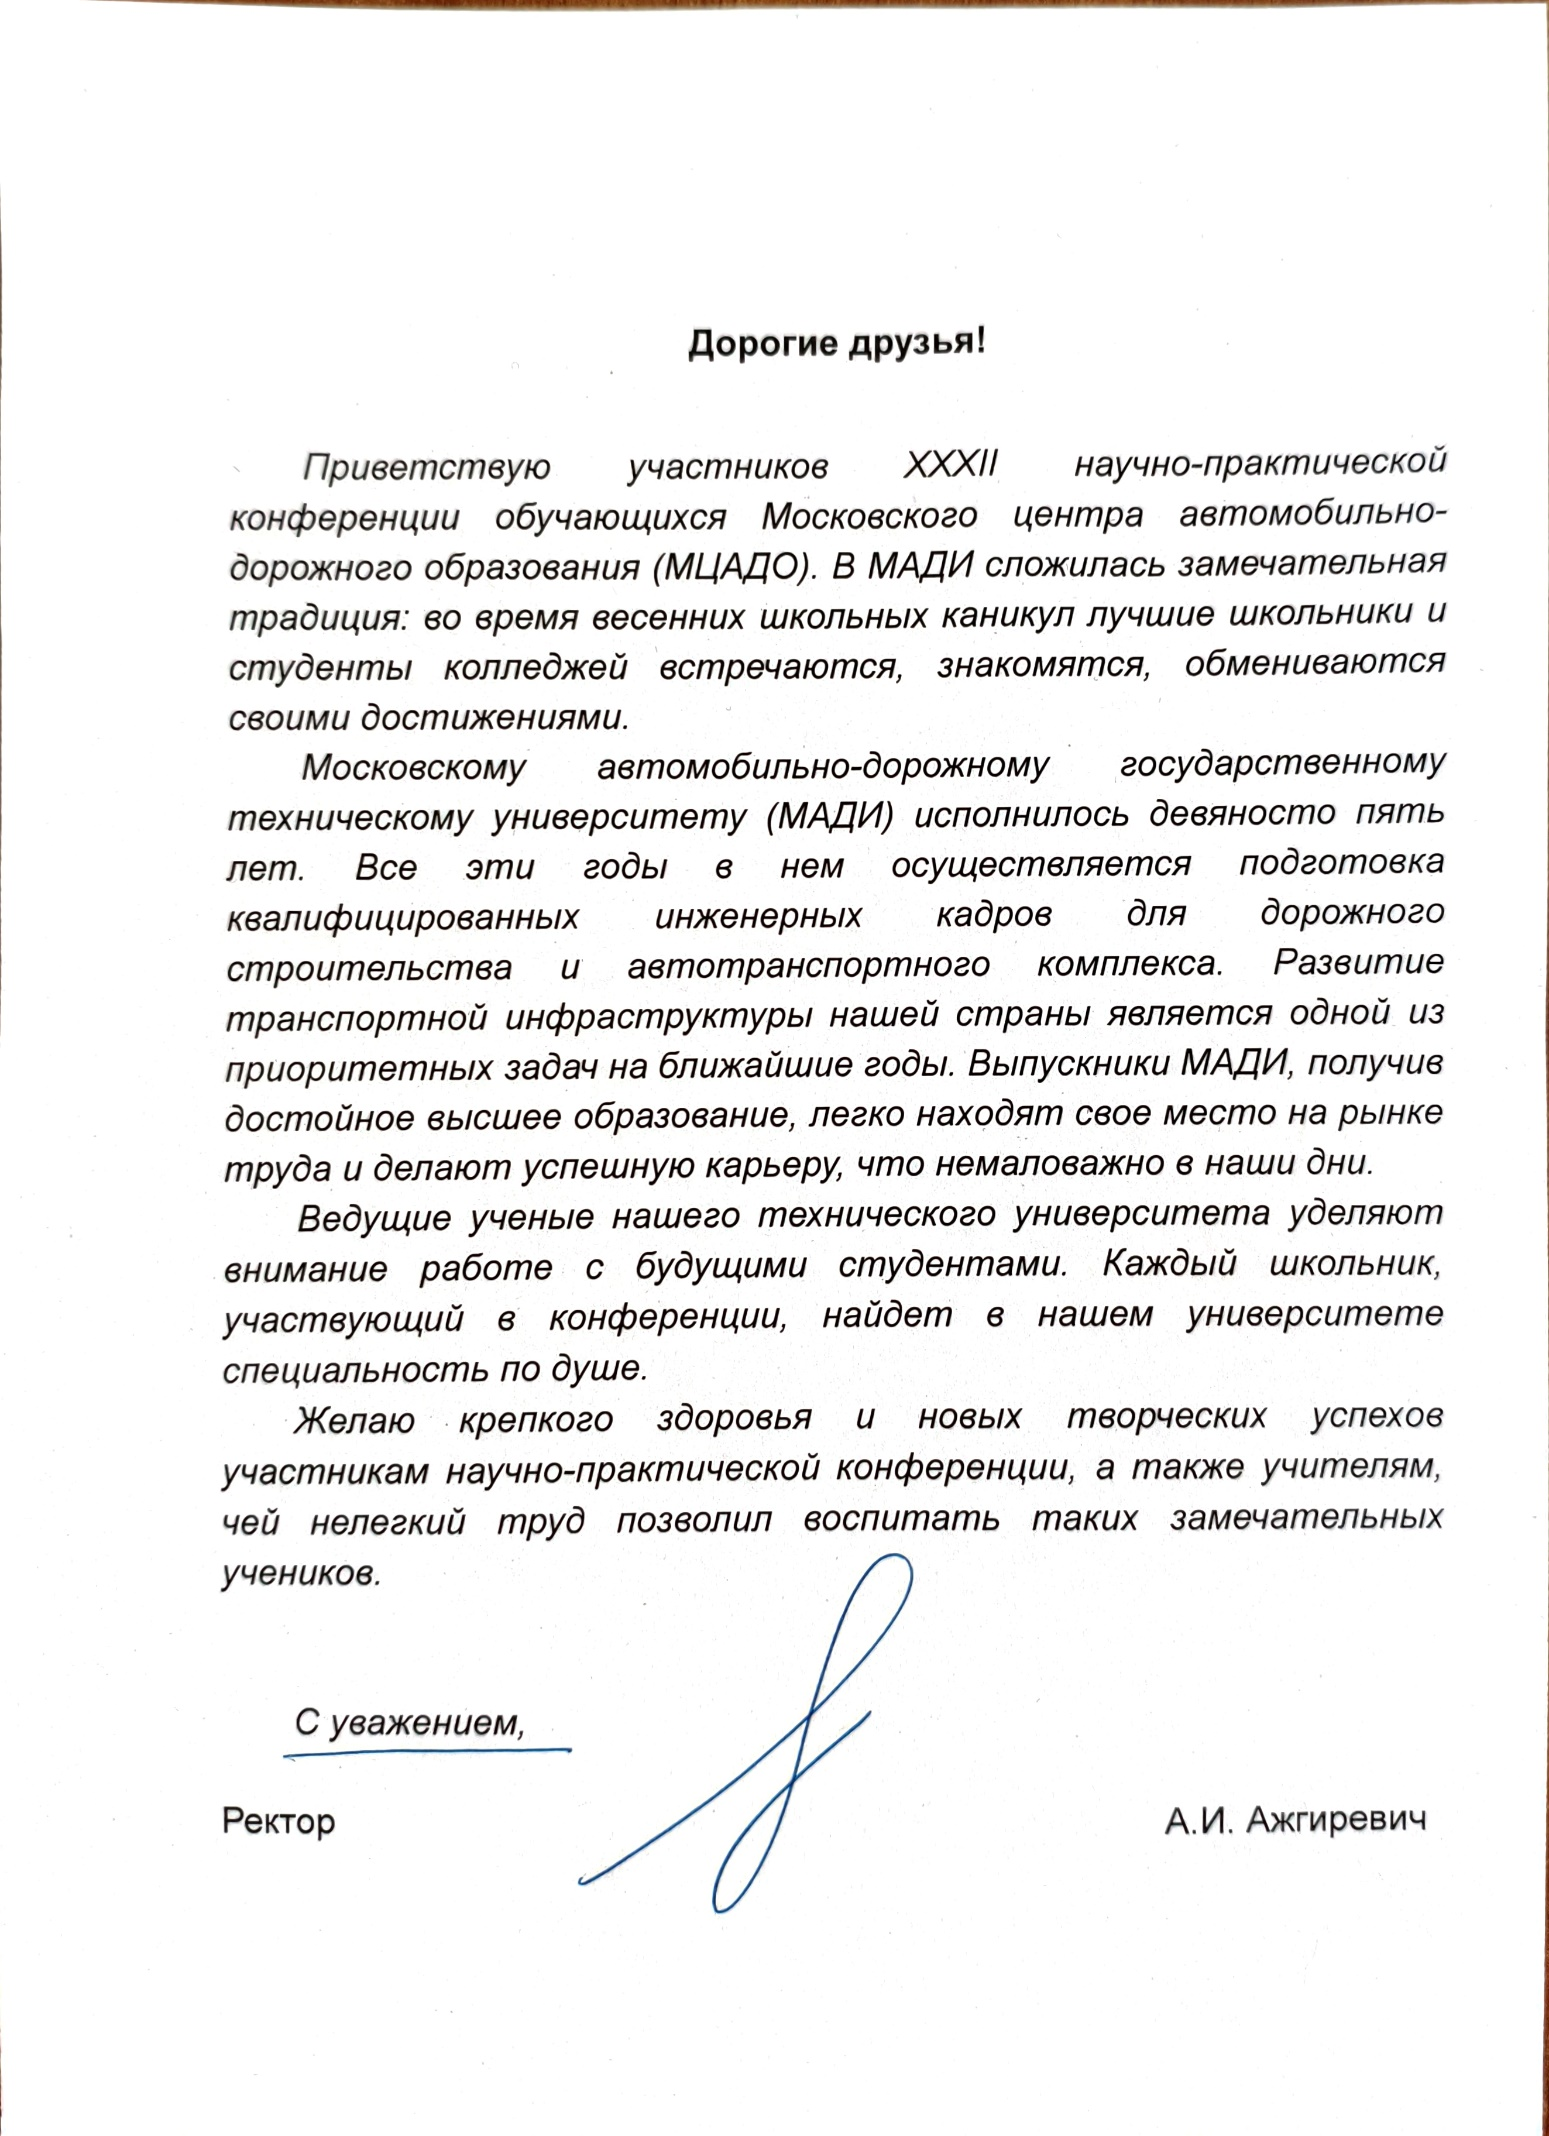 Дорогие друзья!
Приветствую участников XXXII научно-практической
конференции обучающихся Московского центра автомобильно-
дорожного образования (МЦАДО). В МАДИ сложилась замечательная
традиция: во время весенних школьных каникул лучшие школьники и
студенты колледжей встречаются, знакомятся, обмениваются
своими достижениями.
Московскому автомобильно-дорожному государственному
техническому университету (МАДИ) исполнилось девяносто пять
лет. Все эти годы в нем осуществляется подготовка
квалифицированных инженерных кадров для дорожного
строительства и автотранспортного комплекса. Развитие
транспортной инфраструктуры нашей страны является одной из
приоритетных задач на ближайшие годы. Выпускники МАДИ, получив
достойное высшее образование, легко находят свое место на рынке
труда и делают успешную карьеру, что немаловажно в наши дни.
Ведущие ученые нашего технического университета уделяют
внимание работе с будущими студентами. Каждый школьник,
участвующий в конференции, найдет в нашем университете
специальность по душе.
Желаю крепкого здоровья и новых творческих успехов
участникам научно-практической конференции, а также учителям,
чей нелегкий труд позволил воспитать таких замечательных
учеников.
С уважением,
Ректор А.И. Ажгиревич